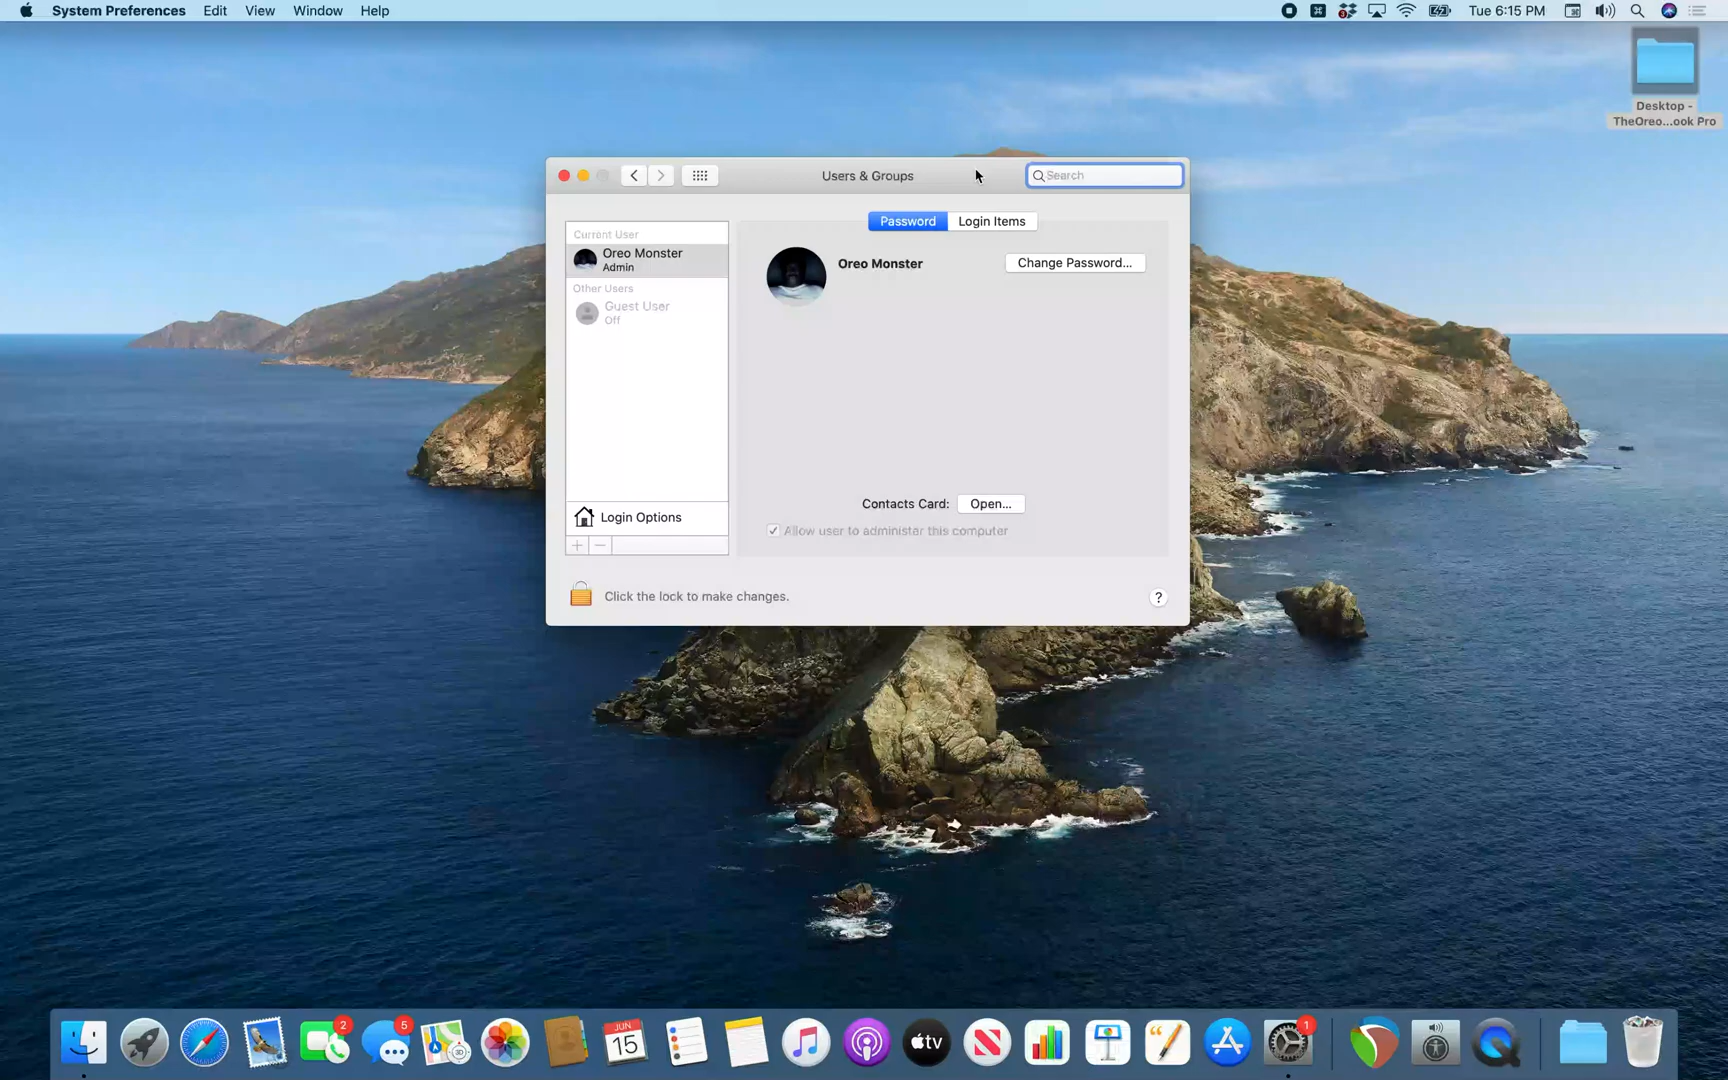 System Preferences Edit View Window Help
Tue 6:15 PM
Desktop -
TheOreo...ook Pro
Users & Groups
Search
Password Login Items
Current User
Oreo Monster
Admin
Other Users
Guest User
Off
Oreo Monster
Change Password...
Contacts Card: Open...
Allow user to administer this computer
Login Options
+ −
Click the lock to make changes.
?
2
5
3D
JUN
15
tv
1